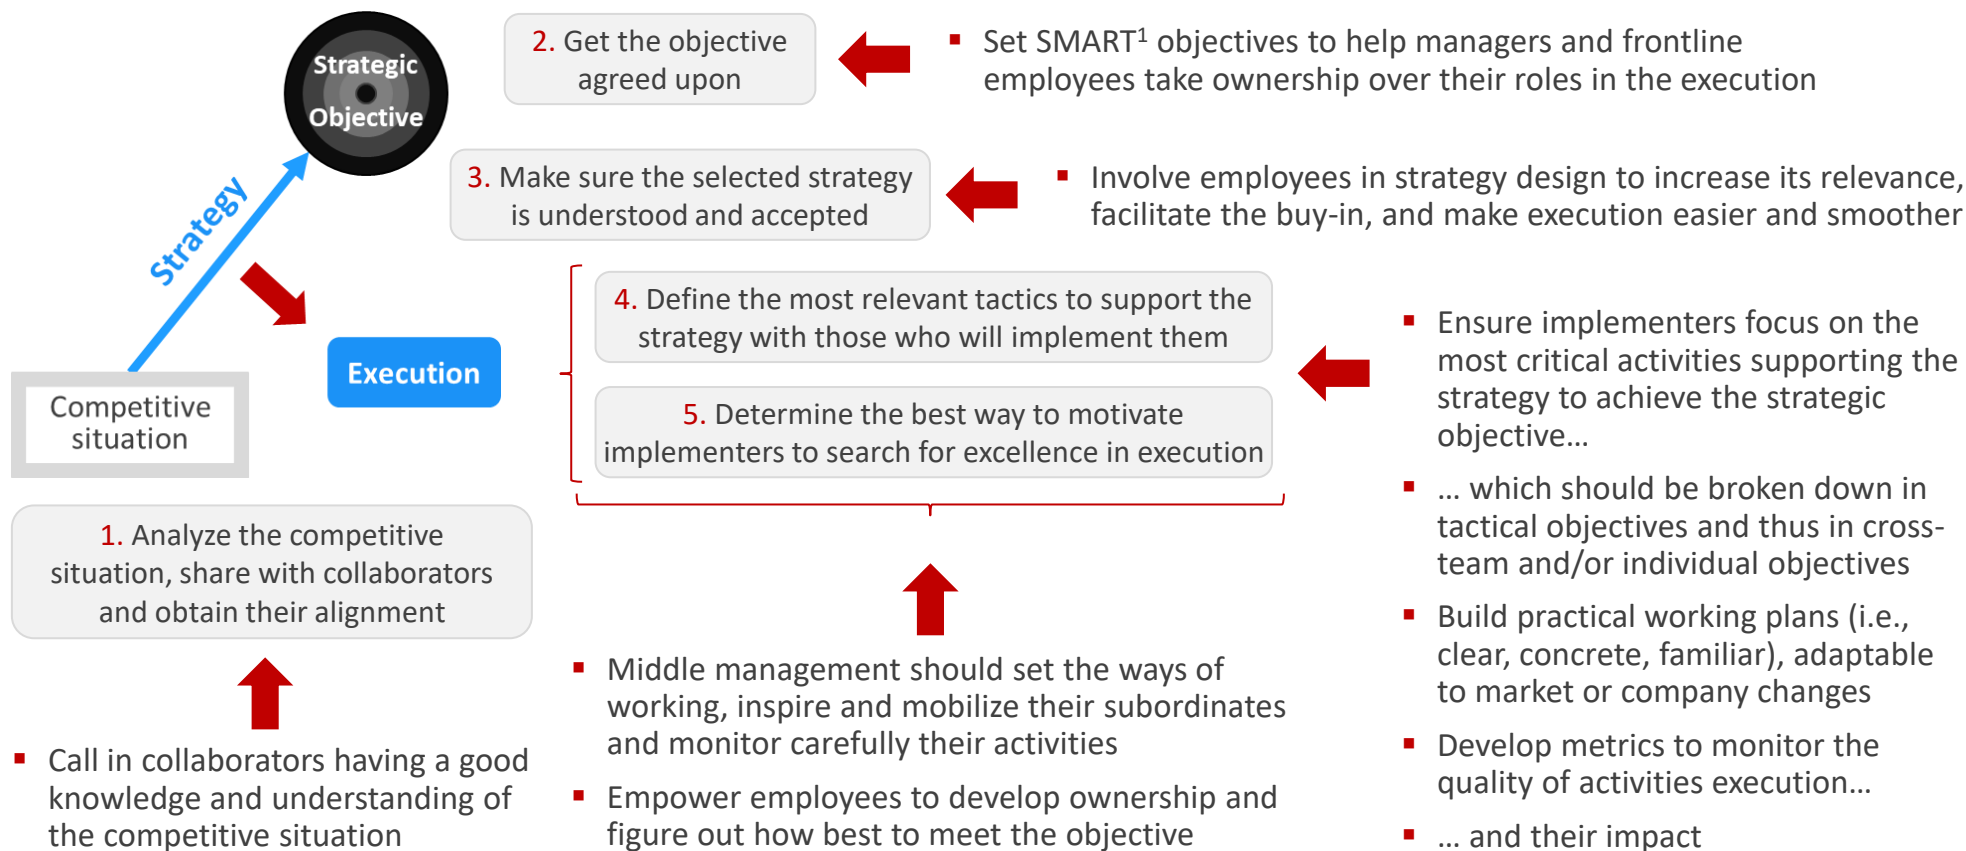 Strategic
Objective
2. Get the objective
agreed upon
▪ Set SMART¹ objectives to help managers and frontline
employees take ownership over their roles in the execution
Strategy
3. Make sure the selected strategy
is understood and accepted
▪ Involve employees in strategy design to increase its relevance,
facilitate the buy-in, and make execution easier and smoother
Competitive
situation
Execution
4. Define the most relevant tactics to support the
strategy with those who will implement them
5. Determine the best way to motivate
implementers to search for excellence in execution
▪ Ensure implementers focus on the
most critical activities supporting the
strategy to achieve the strategic
objective…
▪ … which should be broken down in
tactical objectives and thus in cross-
team and/or individual objectives
▪ Build practical working plans (i.e.,
clear, concrete, familiar), adaptable
to market or company changes
▪ Develop metrics to monitor the
quality of activities execution…
▪ … and their impact
1. Analyze the competitive
situation, share with collaborators
and obtain their alignment
▪ Call in collaborators having a good
knowledge and understanding of
the competitive situation
▪ Middle management should set the ways of
working, inspire and mobilize their subordinates
and monitor carefully their activities
▪ Empower employees to develop ownership and
figure out how best to meet the objective